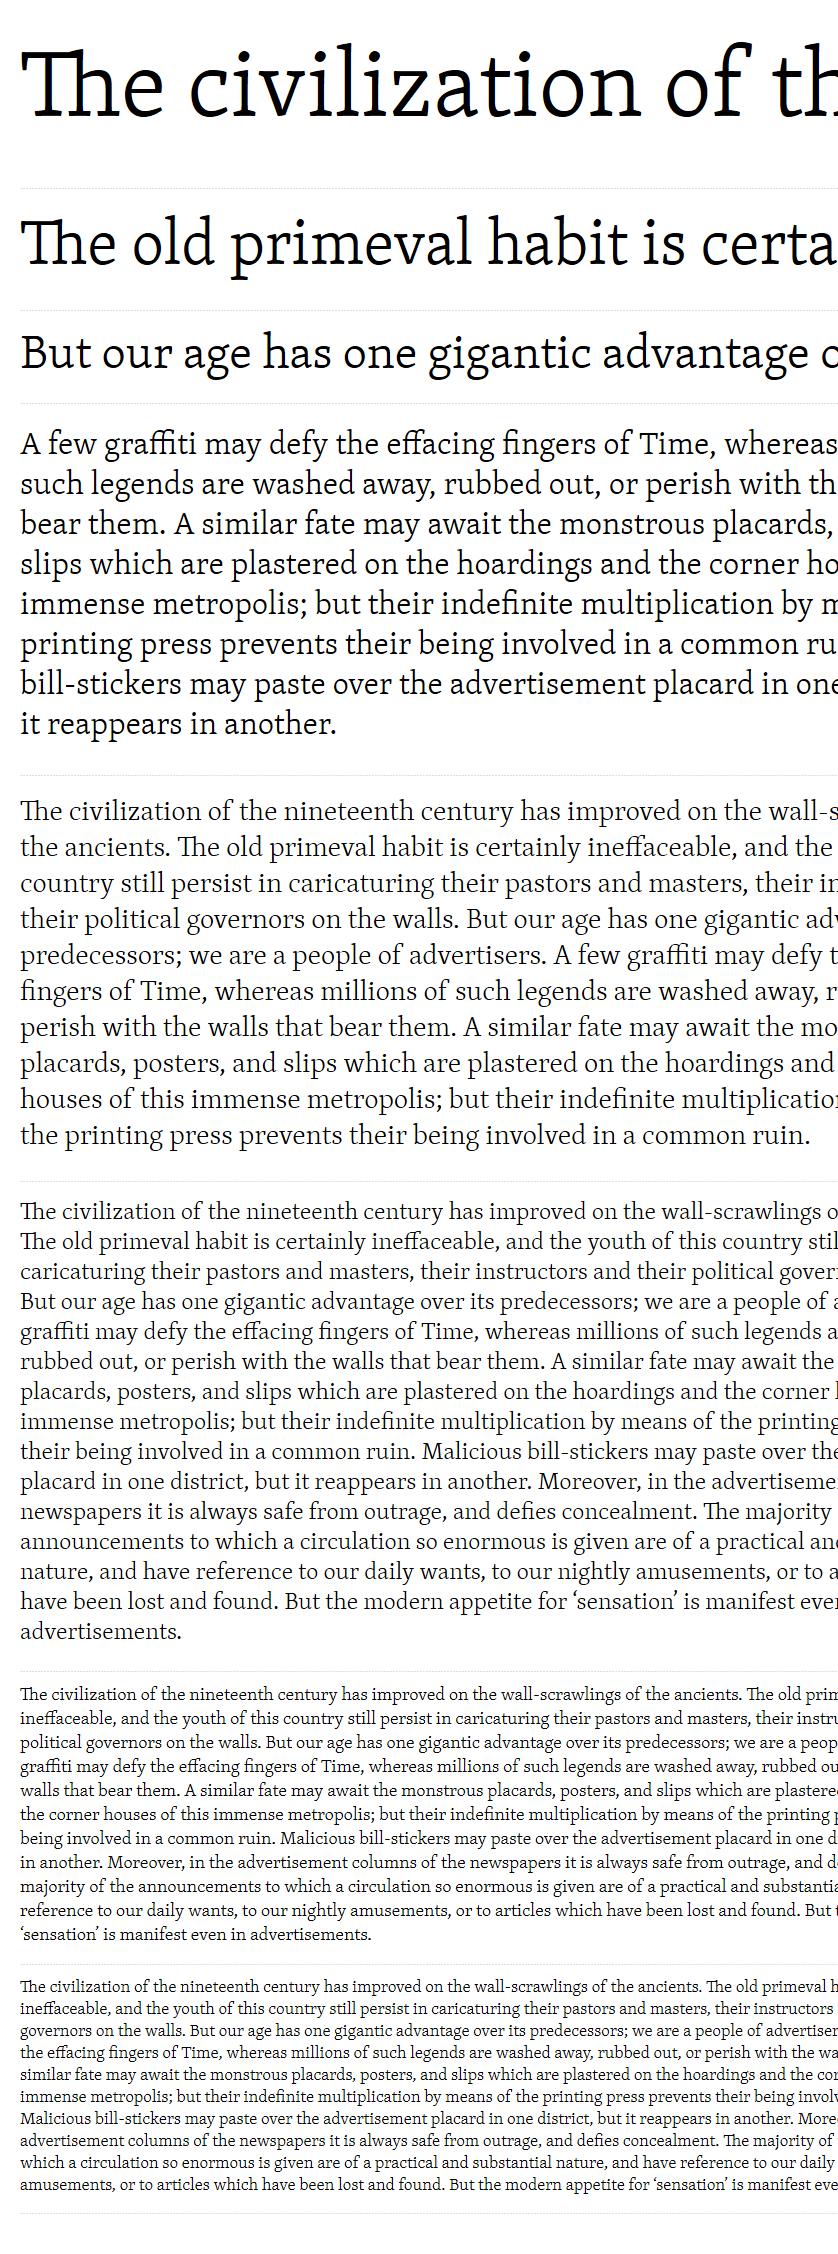 The civilization of th
The old primeval habit is certa
But our age has one gigantic advantage o
A few graffiti may defy the effacing fingers of Time, whereas
such legends are washed away, rubbed out, or perish with th
bear them. A similar fate may await the monstrous placards,
slips which are plastered on the hoardings and the corner ho
immense metropolis; but their indefinite multiplication by m
printing press prevents their being involved in a common ru
bill-stickers may paste over the advertisement placard in one
it reappears in another.
The civilization of the nineteenth century has improved on the wall-s
the ancients. The old primeval habit is certainly ineffaceable, and the
country still persist in caricaturing their pastors and masters, their in
their political governors on the walls. But our age has one gigantic adv
predecessors; we are a people of advertisers. A few graffiti may defy t
fingers of Time, whereas millions of such legends are washed away, r
perish with the walls that bear them. A similar fate may await the mo
placards, posters, and slips which are plastered on the hoardings and
houses of this immense metropolis; but their indefinite multiplication
the printing press prevents their being involved in a common ruin.
The civilization of the nineteenth century has improved on the wall-scrawlings o
The old primeval habit is certainly ineffaceable, and the youth of this country stil
caricaturing their pastors and masters, their instructors and their political govern
But our age has one gigantic advantage over its predecessors; we are a people of a
graffiti may defy the effacing fingers of Time, whereas millions of such legends a
rubbed out, or perish with the walls that bear them. A similar fate may await the
placards, posters, and slips which are plastered on the hoardings and the corner h
immense metropolis; but their indefinite multiplication by means of the printing
their being involved in a common ruin. Malicious bill-stickers may paste over the
placard in one district, but it reappears in another. Moreover, in the advertiseme
newspapers it is always safe from outrage, and defies concealment. The majority
announcements to which a circulation so enormous is given are of a practical and
nature, and have reference to our daily wants, to our nightly amusements, or to a
have been lost and found. But the modern appetite for ‘sensation’ is manifest even
advertisements.
The civilization of the nineteenth century has improved on the wall-scrawlings of the ancients. The old prim
ineffaceable, and the youth of this country still persist in caricaturing their pastors and masters, their instru
political governors on the walls. But our age has one gigantic advantage over its predecessors; we are a peop
graffiti may defy the effacing fingers of Time, whereas millions of such legends are washed away, rubbed ou
walls that bear them. A similar fate may await the monstrous placards, posters, and slips which are plastered
the corner houses of this immense metropolis; but their indefinite multiplication by means of the printing p
being involved in a common ruin. Malicious bill-stickers may paste over the advertisement placard in one d
in another. Moreover, in the advertisement columns of the newspapers it is always safe from outrage, and de
majority of the announcements to which a circulation so enormous is given are of a practical and substantia
reference to our daily wants, to our nightly amusements, or to articles which have been lost and found. But t
‘sensation’ is manifest even in advertisements.
The civilization of the nineteenth century has improved on the wall-scrawlings of the ancients. The old primeval h
ineffaceable, and the youth of this country still persist in caricaturing their pastors and masters, their instructors
governors on the walls. But our age has one gigantic advantage over its predecessors; we are a people of advertiser
the effacing fingers of Time, whereas millions of such legends are washed away, rubbed out, or perish with the wa
similar fate may await the monstrous placards, posters, and slips which are plastered on the hoardings and the cor
immense metropolis; but their indefinite multiplication by means of the printing press prevents their being involv
Malicious bill-stickers may paste over the advertisement placard in one district, but it reappears in another. More
advertisement columns of the newspapers it is always safe from outrage, and defies concealment. The majority of
which a circulation so enormous is given are of a practical and substantial nature, and have reference to our daily
amusements, or to articles which have been lost and found. But the modern appetite for ‘sensation’ is manifest eve